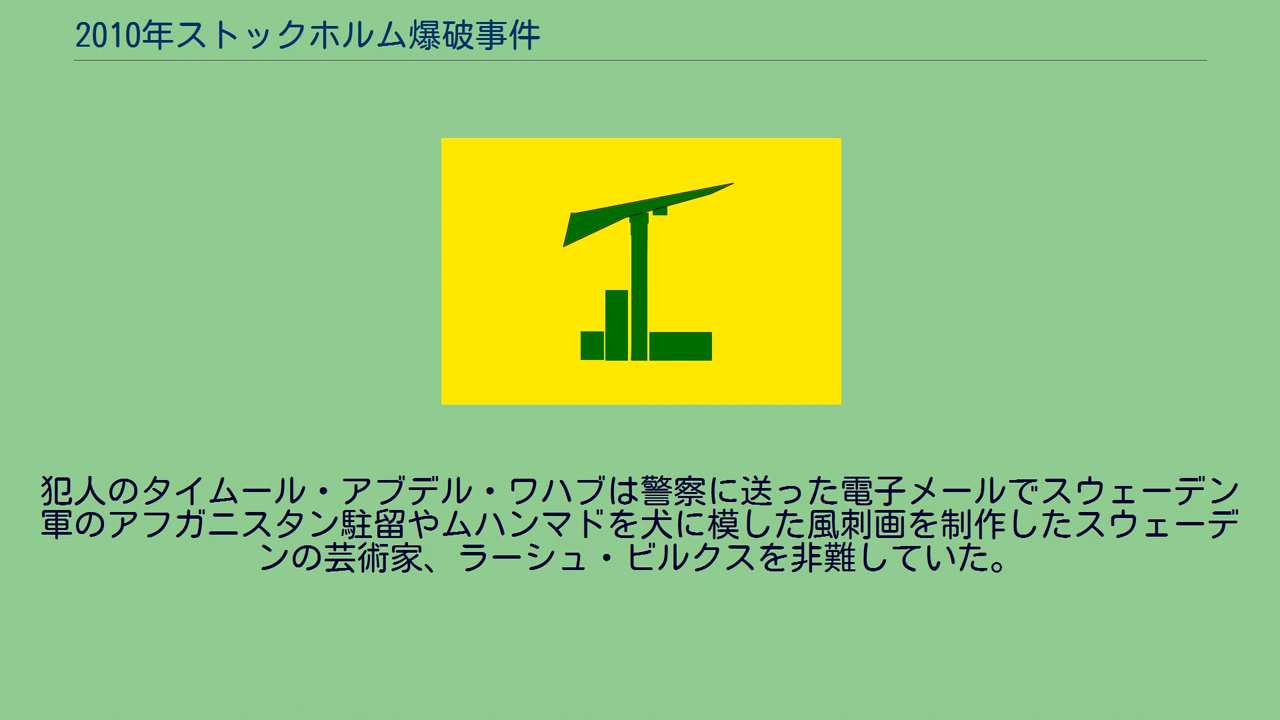 2010年ストックホルム爆破事件
犯人のタイムール・アブデル・ワハブは警察に送った電子メールでスウェーデン
軍のアフガニスタン駐留やムハンマドを犬に模した風刺画を制作したスウェーデ
ンの芸術家、ラーシュ・ビルクスを非難していた。